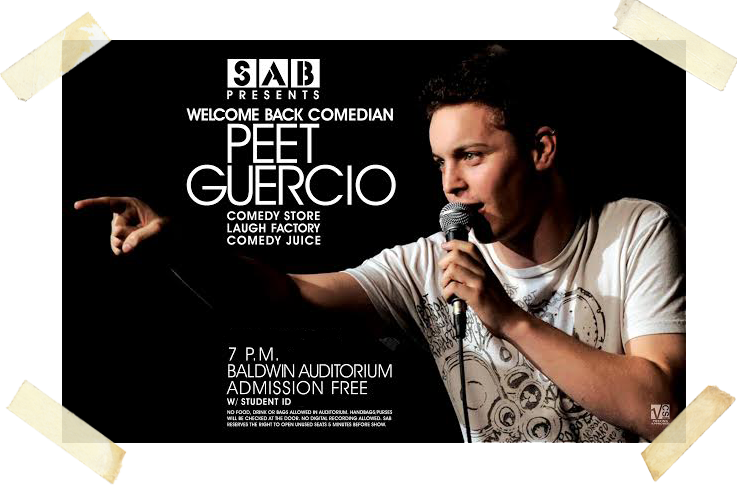 SAB
PRESENTS
WELCOME BACK COMEDIAN
PEET
GUERCIO
COMEDY STORE
LAUGH FACTORY
COMEDY JUICE
7 P.M.
BALDWIN AUDITORIUM
ADMISSION FREE
W/ STUDENT ID
NO FOOD, DRINK OR BAGS ALLOWED IN AUDITORIUM. HANDBAGS/PURSES
WILL BE CHECKED AT THE DOOR. NO DIGITAL RECORDING ALLOWED. SAB
RESERVES THE RIGHT TO OPEN UNUSED SEATS 5 MINUTES BEFORE SHOW.